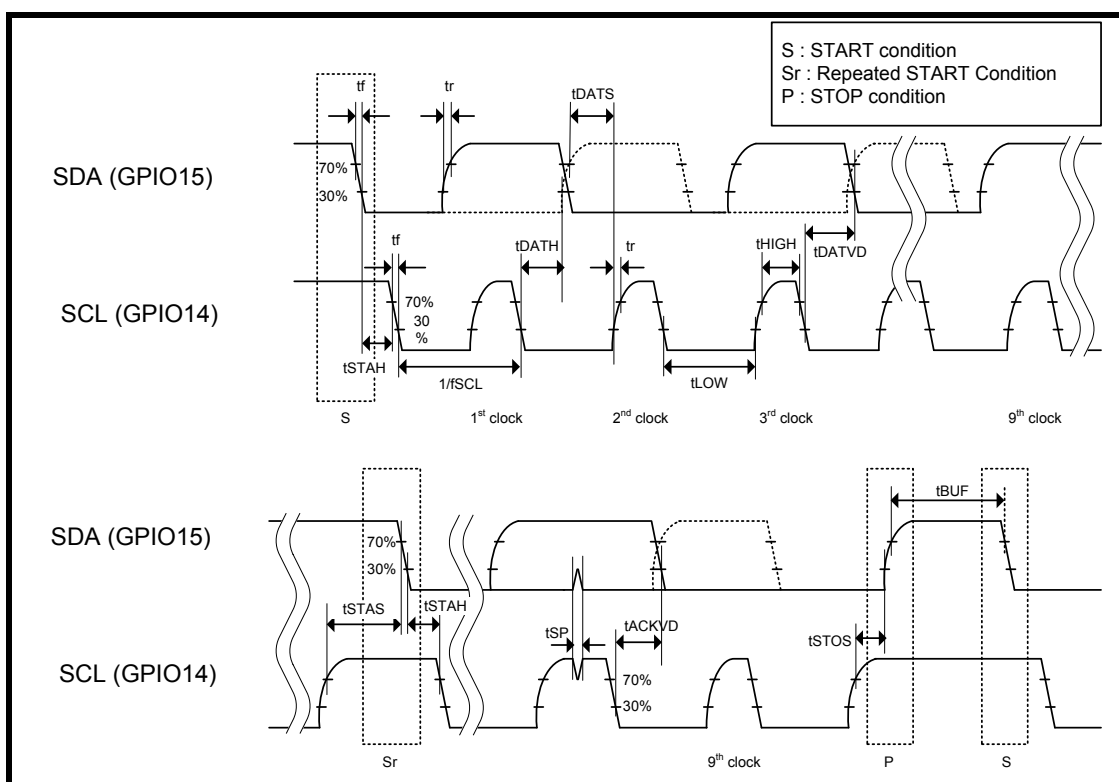 S : START condition
Sr : Repeated START Condition
P : STOP condition
tf
tr
tDATS
SDA (GPIO15)
70%
30%
tf
tDATH
tr
tHIGH
tDATVD
SCL (GPIO14)
70%
30
%
tSTAH
1/fSCL
tLOW
S
1st clock
2nd clock
3rd clock
9th clock
tBUF
SDA (GPIO15)
70%
30%
tSTAS
tSTAH
tSP
tACKVD
tSTOS
SCL (GPIO14)
70%
30%
Sr
9th clock
P
S